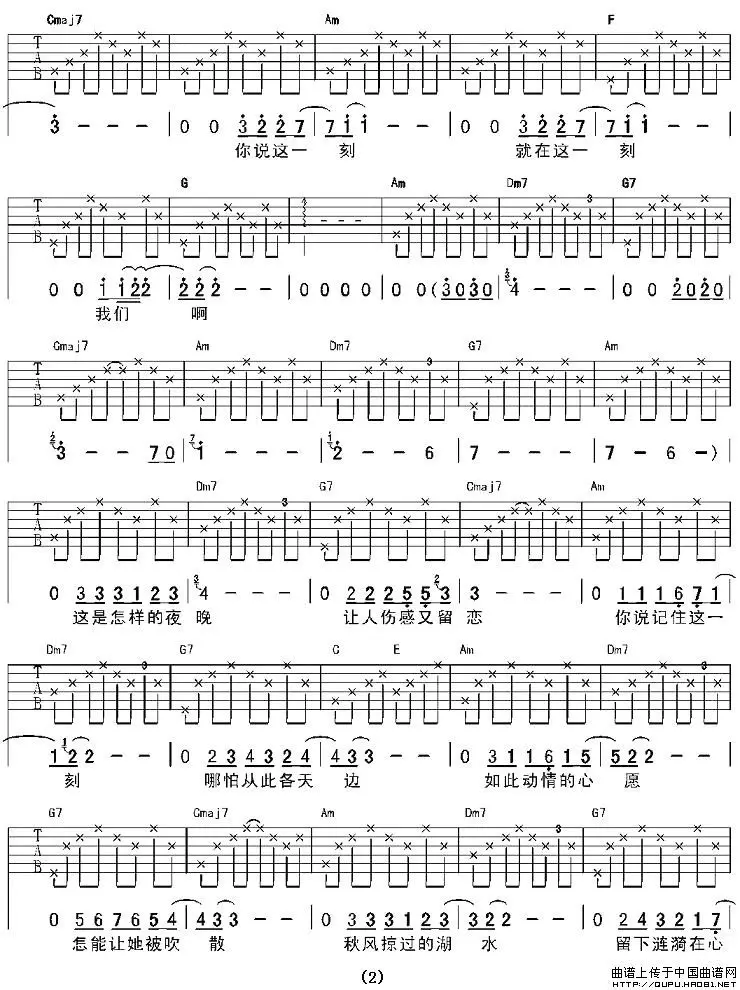 Cmaj7 Am F
T A B
3 - - - | 0 0 3 2 2 7 | 7 1 1 - - | 0 0 3 2 2 7 | 7 1 1 - -
你说这一 刻 就在这一 刻
G Am Dm7 G7
T A B
0 0 1 1 2 2 | 2 2 2 - - | 0 0 0 0 | 0 0 (3 0 3 0 | 4 - - - | 0 0 2 0 2 0
我们 啊
Cmaj7 Am Dm7 G7 Am
T A B
3 - - 7 0 | 1 - - - | 2 - - 6 | 7 - - - | 7 - 6 -)
Dm7 G7 Cmaj7 Am
T A B
0 3 3 3 1 2 3 | 4 - - - | 0 2 2 2 5 5 3 | 3 - - - | 0 1 1 1 6 7 1
这是怎样的夜 晚 让人伤感又留 恋 你说记住这一
Dm7 G7 C E Am Dm7
T A B
1 2 2 - - | 0 2 3 4 3 2 4 | 4 3 3 - - | 0 3 1 1 6 1 5 | 5 2 2 - -
刻 哪怕从此各天 边 如此动情的心 愿
G7 Cmaj7 Am Dm7 G7
T A B
0 5 6 7 6 5 4 | 4 3 3 - - | 0 3 3 3 1 2 3 | 3 2 2 - - | 0 2 4 3 2 1 7
怎能让她被吹 散 秋风掠过的湖 水 留下涟漪在心
(2)
曲谱上传于中国曲谱网
HTTP://QUPU.HAO81.NET